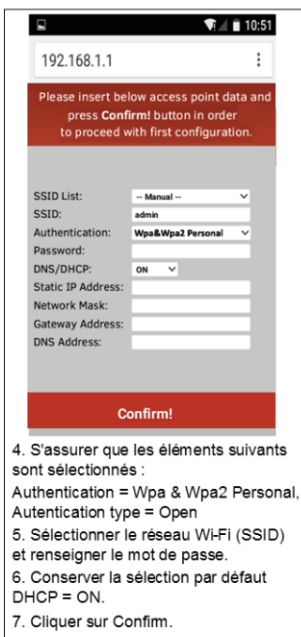 10:51
192.168.1.1
Please insert below access point data and
press Confirm! button in order
to proceed with first configuration.
SSID List: -- Manual --
SSID: admin
Authentication: Wpa&Wpa2 Personal
Password:
DNS/DHCP: ON
Static IP Address:
Network Mask:
Gateway Address:
DNS Address:
Confirm!
4. S'assurer que les éléments suivants
sont sélectionnés :
Authentication = Wpa & Wpa2 Personal,
Autentication type = Open
5. Sélectionner le réseau Wi-Fi (SSID)
et renseigner le mot de passe.
6. Conserver la sélection par défaut
DHCP = ON.
7. Cliquer sur Confirm.